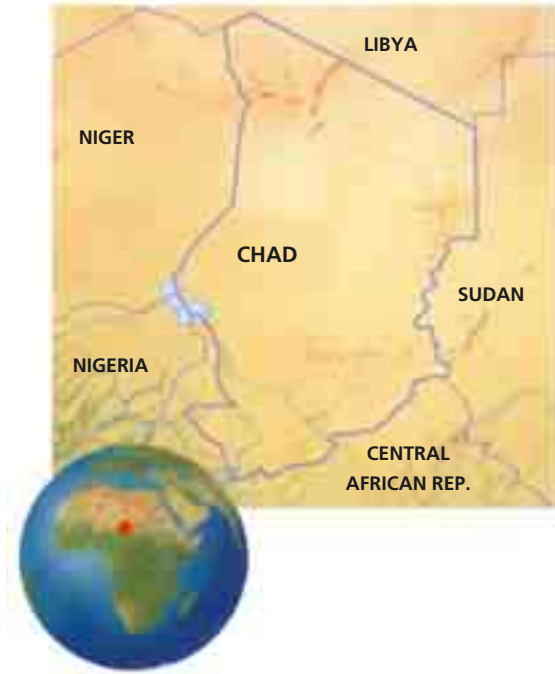 LIBYA
NIGER
CHAD
SUDAN
NIGERIA
CENTRAL
AFRICAN REP.